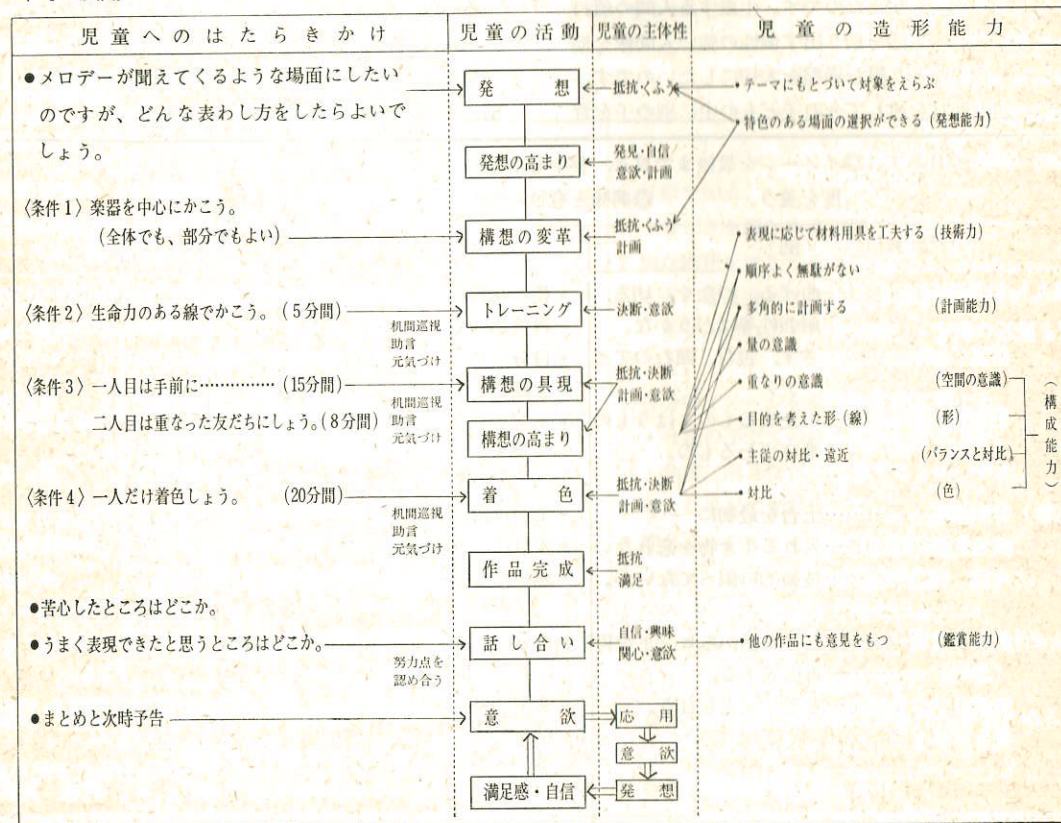 児童へのはたらきかけ
児童の活動
児童の主体性
児童の造形能力
●メロデーが聞えてくるような場面にしたい
のですが、どんな表わし方をしたらよいで
しょう。
発想
抵抗・くふう
テーマにもとづいて対象をえらぶ
特色のある場面の選択ができる (発想能力)
発想の高まり
発見・自信
意欲・計画
〈条件1〉楽器を中心にかこう。
(全体でも、部分でもよい)
構想の変革
抵抗・くふう
計画
表現に応じて材料用具を工夫する (技術力)
順序よく無駄がない
〈条件2〉生命力のある線でかこう。(5分間)
机間巡視
助言
元気づけ
トレーニング
決断・意欲
多角的に計画する (計画能力)
量の意識
〈条件3〉一人目は手前に…………… (15分間)
二人目は重なった友だちにしょう。(8分間)
机間巡視
助言
元気づけ
構想の具現
抵抗・決断
計画・意欲
構想の高まり
重なりの意識 (空間の意識)
目的を考えた形(線) (形)
主従の対比・遠近 (バランスと対比)
対比 (色)
(構成能力)
〈条件4〉一人だけ着色しょう。 (20分間)
机間巡視
助言
元気づけ
着色
抵抗・決断
計画・意欲
作品完成
抵抗
満足
●苦心したところはどこか。
●うまく表現できたと思うところはどこか。
努力点を
認め合う
話し合い
自信・興味
関心・意欲
他の作品にも意見をもつ (鑑賞能力)
●まとめと次時予告
意欲
応用
意欲
発想
満足感・自信